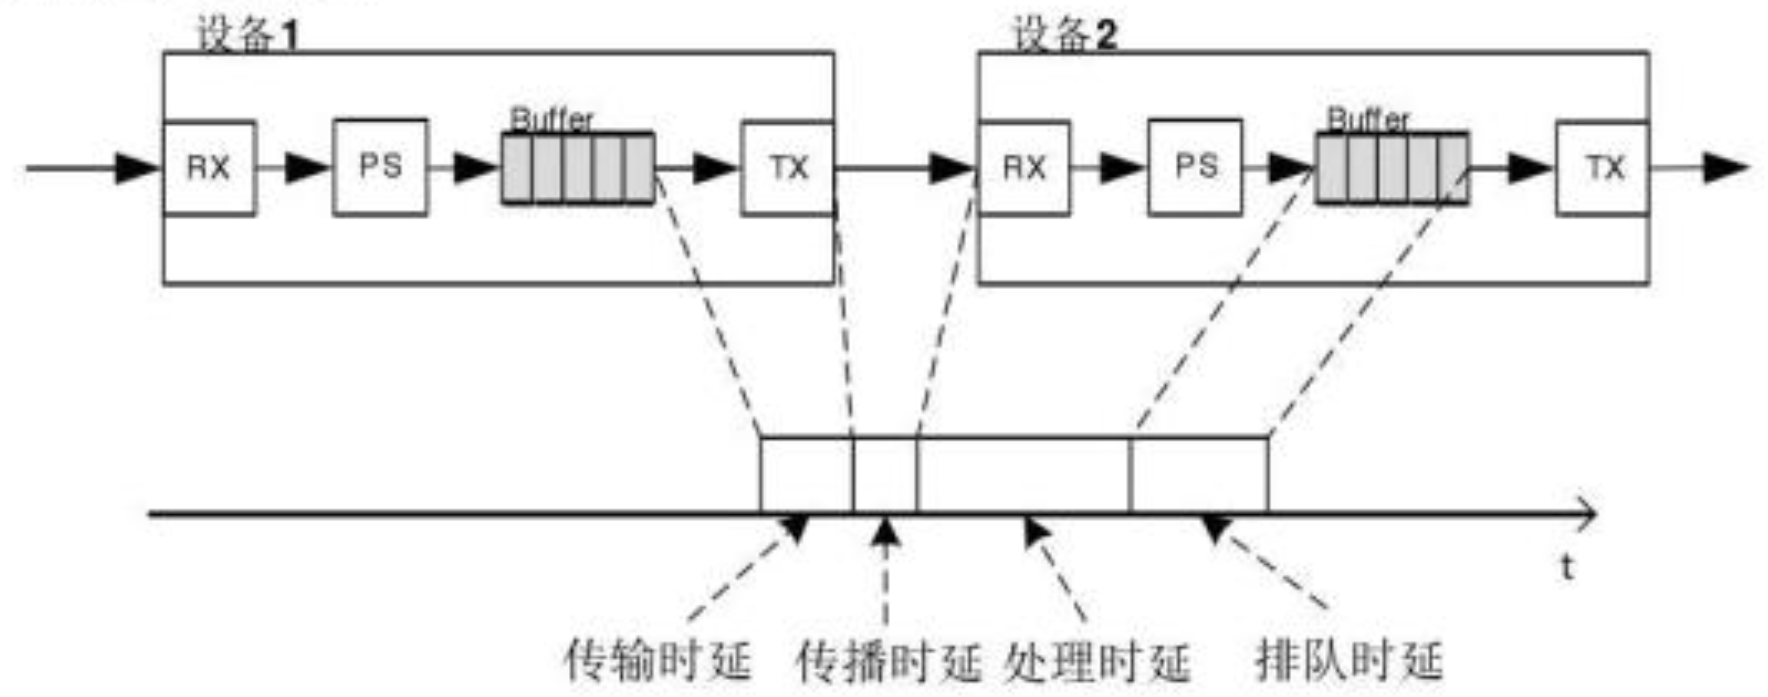 设备1 设备2
Buffer Buffer
RX PS TX RX PS TX
t
传输时延 传播时延 处理时延 排队时延